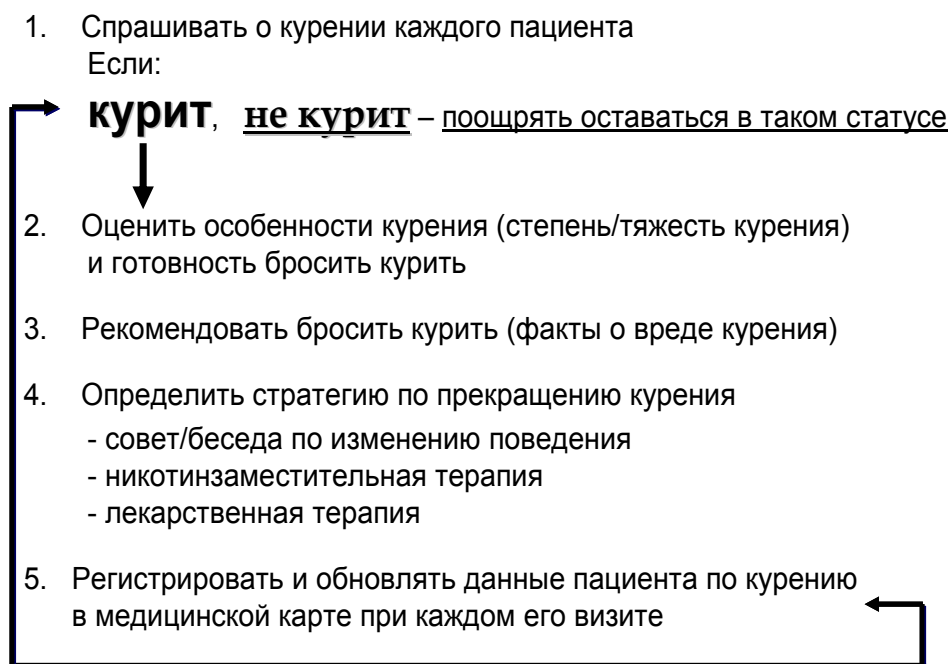 1. Спрашивать о курении каждого пациента
Если:
курит, не курит – поощрять оставаться в таком статусе
2. Оценить особенности курения (степень/тяжесть курения)
и готовность бросить курить
3. Рекомендовать бросить курить (факты о вреде курения)
4. Определить стратегию по прекращению курения
- совет/беседа по изменению поведения
- никотинзаместительная терапия
- лекарственная терапия
5. Регистрировать и обновлять данные пациента по курению
в медицинской карте при каждом его визите